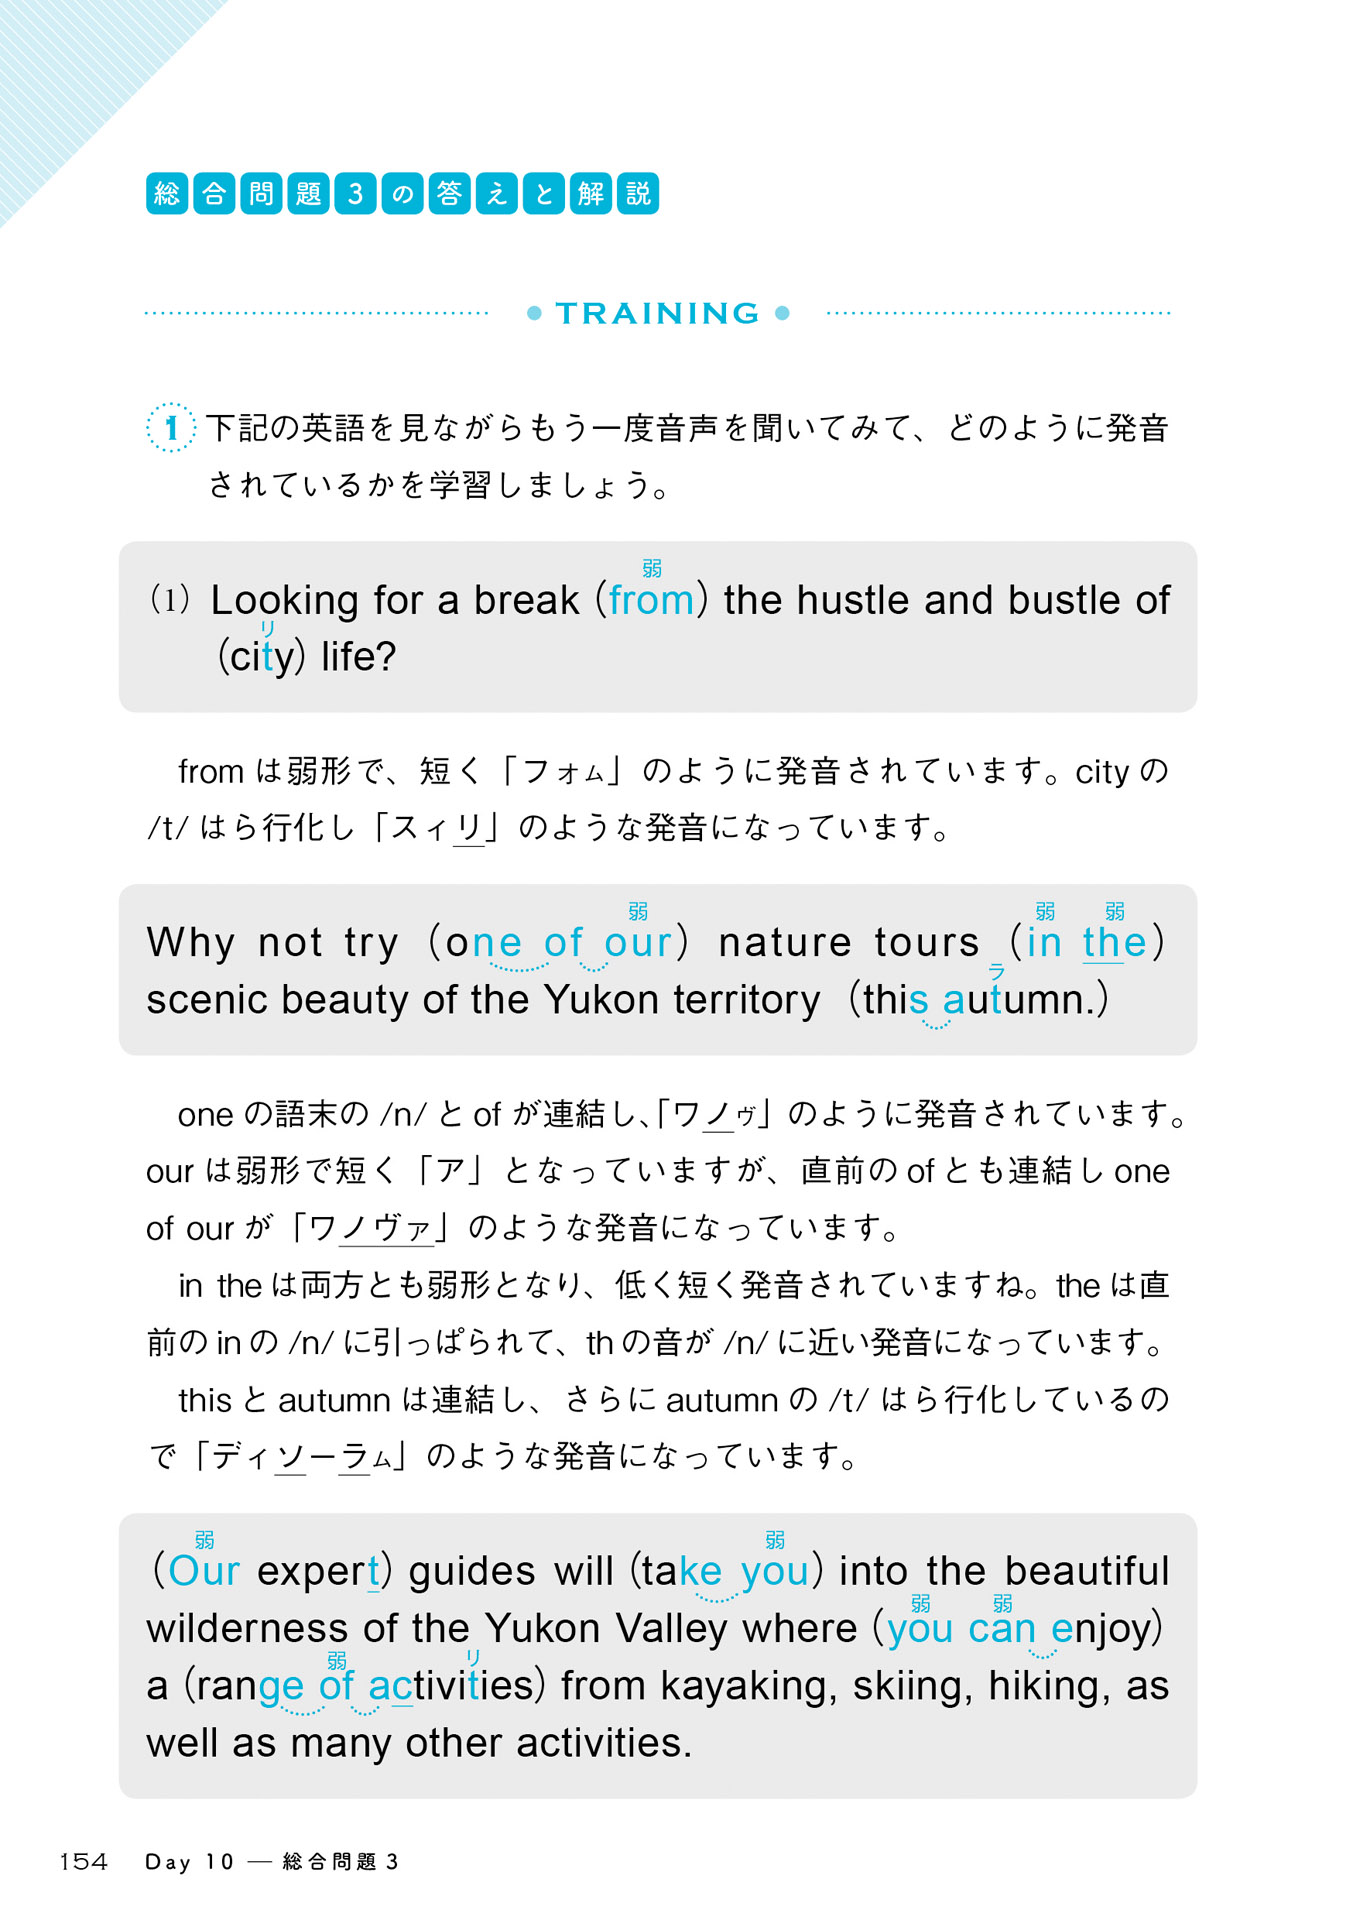 総合問題3の答えと解説
TRAINING
1 下記の英語を見ながらもう一度音声を聞いてみて、どのように発音
されているかを学習しましょう。
弱
(1) Looking for a break (from) the hustle and bustle of
リ
(city) life?
from は弱形で、短く「フォム」のように発音されています。city の
/t/ はら行化し「スィリ」のような発音になっています。
弱 弱 弱
Why not try (one of our) nature tours (in the)
ラ
scenic beauty of the Yukon territory (this autumn.)
one の語末の /n/ と of が連結し、「ワノヴ」のように発音されています。
our は弱形で短く「ア」となっていますが、直前の of とも連結し one
of our が「ワノヴァ」のような発音になっています。
in the は両方とも弱形となり、低く短く発音されていますね。the は直
前の in の /n/ に引っぱられて、th の音が /n/ に近い発音になっています。
this と autumn は連結し、さらに autumn の /t/ はら行化しているの
で「ディソーラム」のような発音になっています。
弱 弱
(Our expert) guides will (take you) into the beautiful
弱 弱
wilderness of the Yukon Valley where (you can enjoy)
弱 リ
a (range of activities) from kayaking, skiing, hiking, as
well as many other activities.
154 Day 10 — 総合問題 3